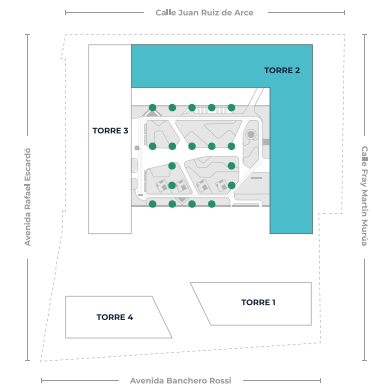 Calle Juan Ruiz de Arce
TORRE 2
TORRE 3
Avenida Rafael Escardó
Calle Fray Martin Murúa
TORRE 1
TORRE 4
Avenida Banchero Rossi